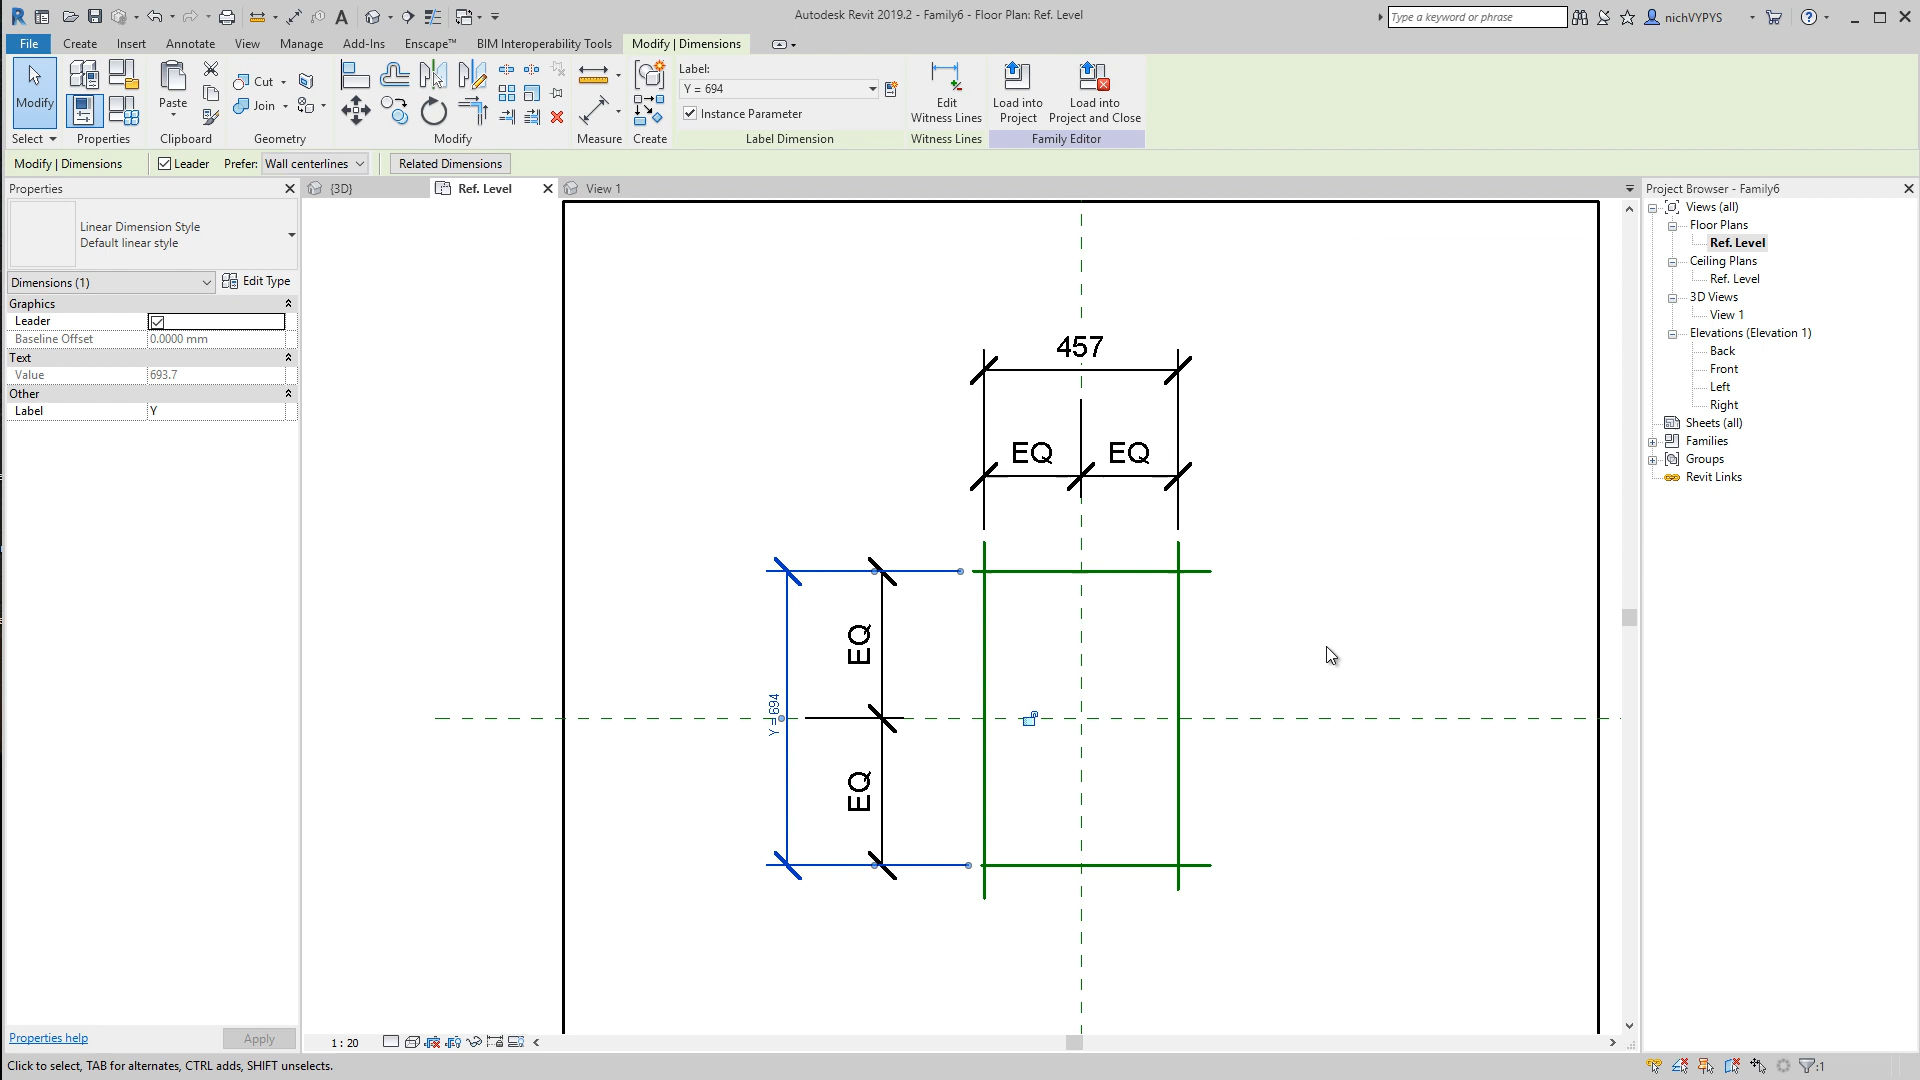 Autodesk Revit 2019.2 - Family6 - Floor Plan: Ref. Level
Type a keyword or phrase
nichVYPYS
File
Create
Insert
Annotate
View
Manage
Add-Ins
Enscape™
BIM Interoperability Tools
Modify | Dimensions
Modify
Paste
Cut
Join
Label:
Y = 694
Instance Parameter
Edit
Witness Lines
Load into
Project
Load into
Project and Close
Select
Properties
Clipboard
Geometry
Modify
Measure
Create
Label Dimension
Witness Lines
Family Editor
Modify | Dimensions
Leader
Prefer:
Wall centerlines
Related Dimensions
Properties
{3D}
Ref. Level
View 1
Project Browser - Family6
Linear Dimension Style
Default linear style
Dimensions (1)
Edit Type
Graphics
Leader
Baseline Offset
0.0000 mm
Text
Value
693.7
Other
Label
Y
457
EQ
EQ
EQ
EQ
Y = 694
Views (all)
Floor Plans
Ref. Level
Ceiling Plans
Ref. Level
3D Views
View 1
Elevations (Elevation 1)
Back
Front
Left
Right
Sheets (all)
Families
Groups
Revit Links
Properties help
Apply
1 : 20
Click to select, TAB for alternates, CTRL adds, SHIFT unselects.
:1